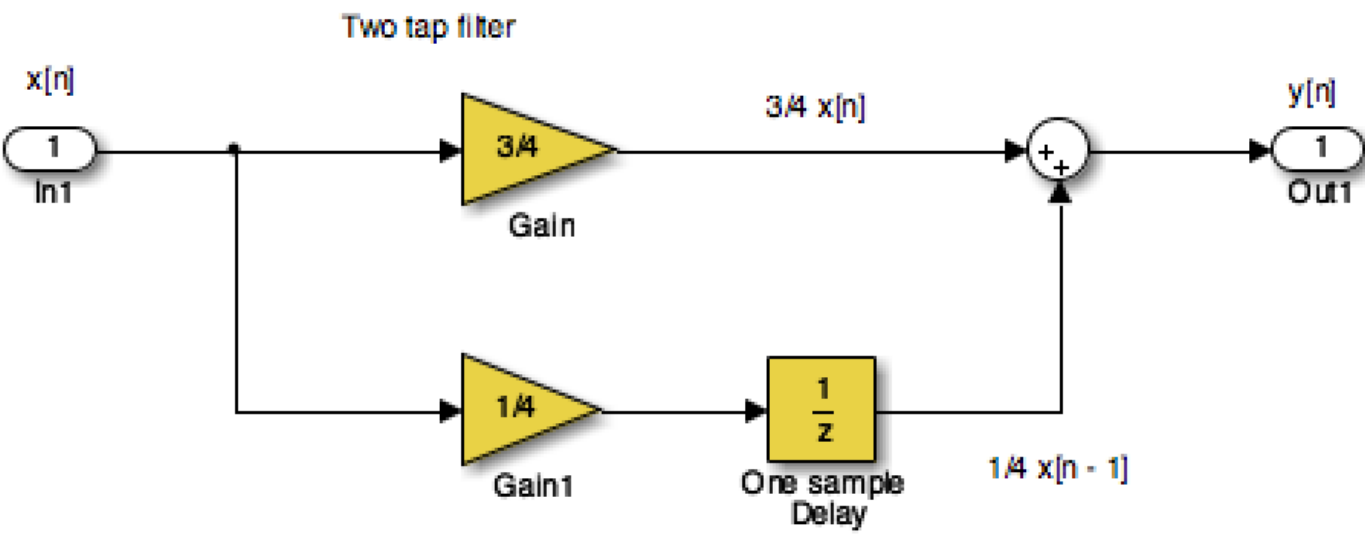 Two tap filter
x[n]
1
In1
3/4
Gain
3/4 x[n]
+
+
y[n]
1
Out1
1/4
Gain1
1
z
One sample
Delay
1/4 x[n - 1]